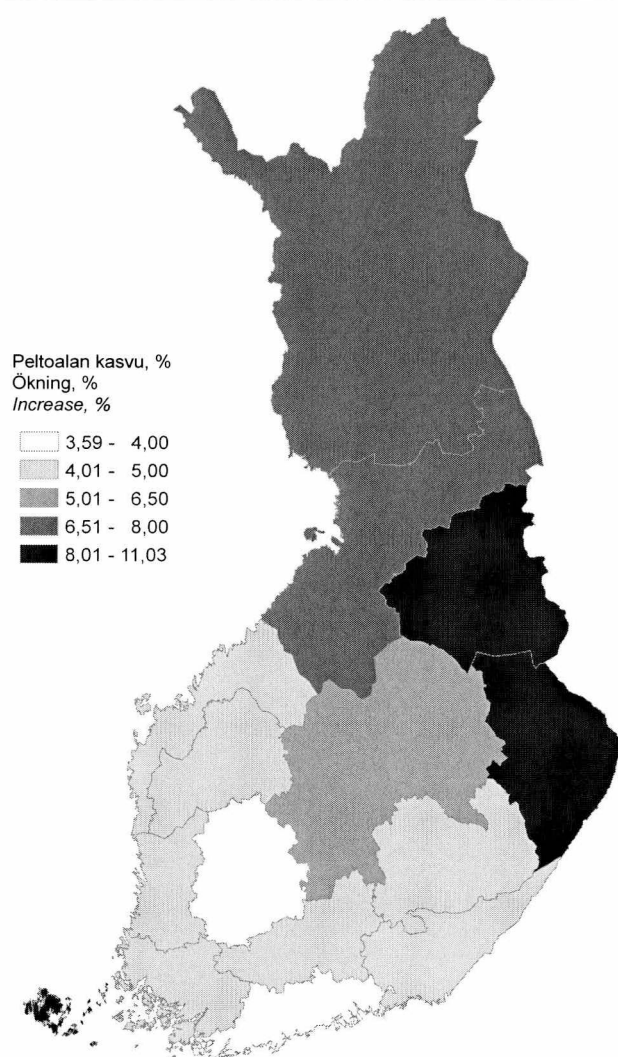 Peltoalan kasvu, %
Ökning, %
Increase, %
3,59 - 4,00
4,01 - 5,00
5,01 - 6,50
6,51 - 8,00
8,01 - 11,03